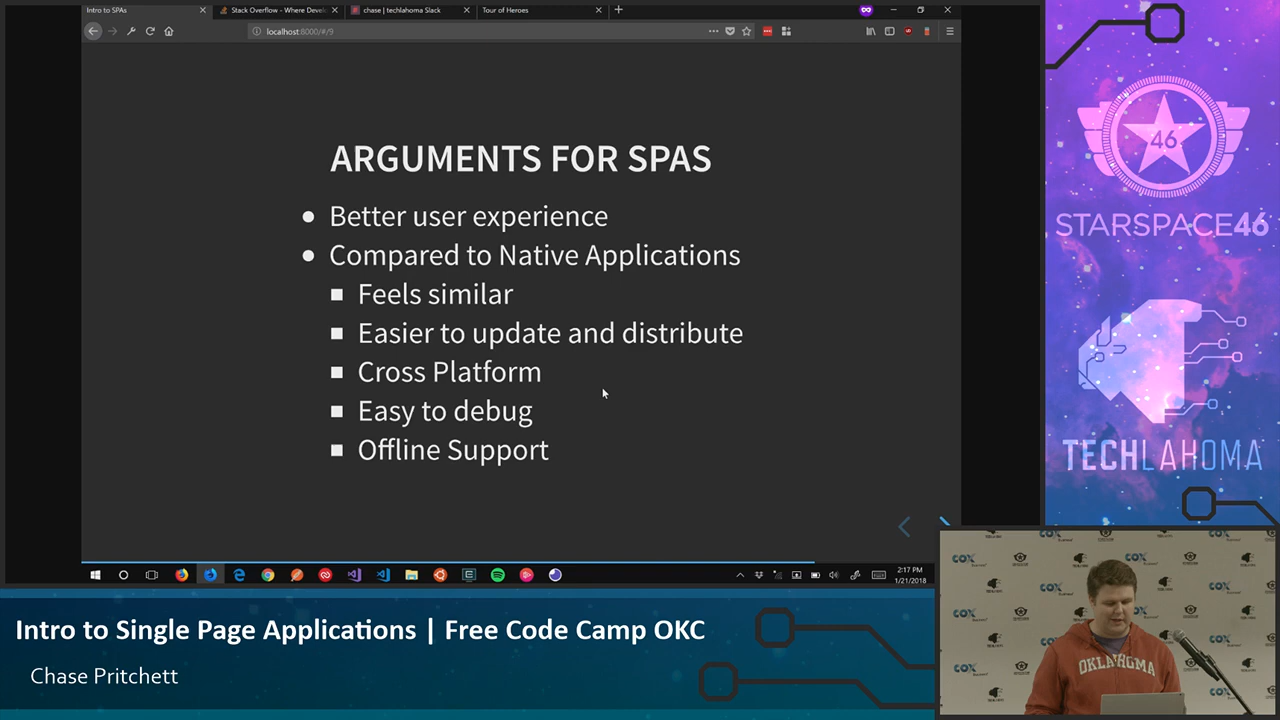 Intro to SPAs
Stack Overflow - Where Devel
chase | techlahoma Slack
Tour of Heroes
localhost:8000/#/9
ARGUMENTS FOR SPAS
Better user experience
Compared to Native Applications
Feels similar
Easier to update and distribute
Cross Platform
Easy to debug
Offline Support
2:17 PM
1/21/2018
46
STARSPACE46
TECHLAHOMA
COX
OKLAHOMA
Intro to Single Page Applications | Free Code Camp OKC
Chase Pritchett